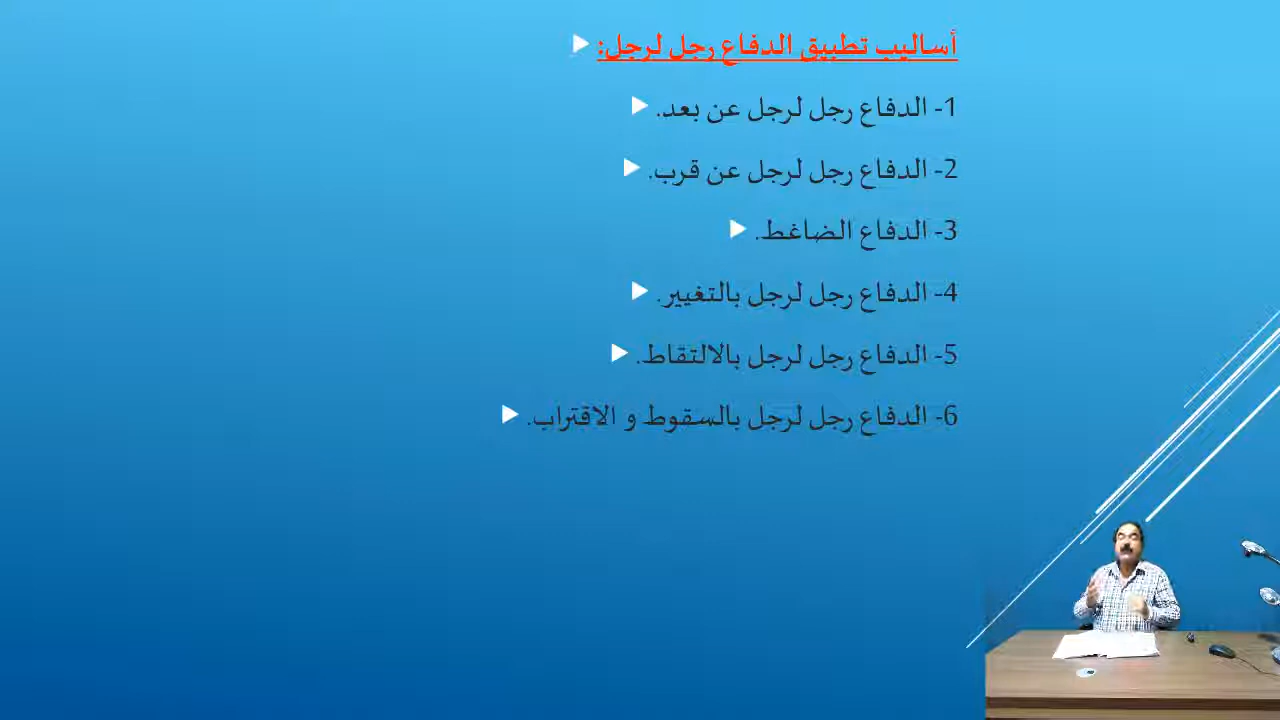 أساليب تطبيق الدفاع رجل لرجل:
1- الدفاع رجل لرجل عن بعد.
2- الدفاع رجل لرجل عن قرب.
3- الدفاع الضاغط.
4- الدفاع رجل لرجل بالتغيير.
5- الدفاع رجل لرجل بالالتقاط.
6- الدفاع رجل لرجل بالسقوط و الاقتراب.